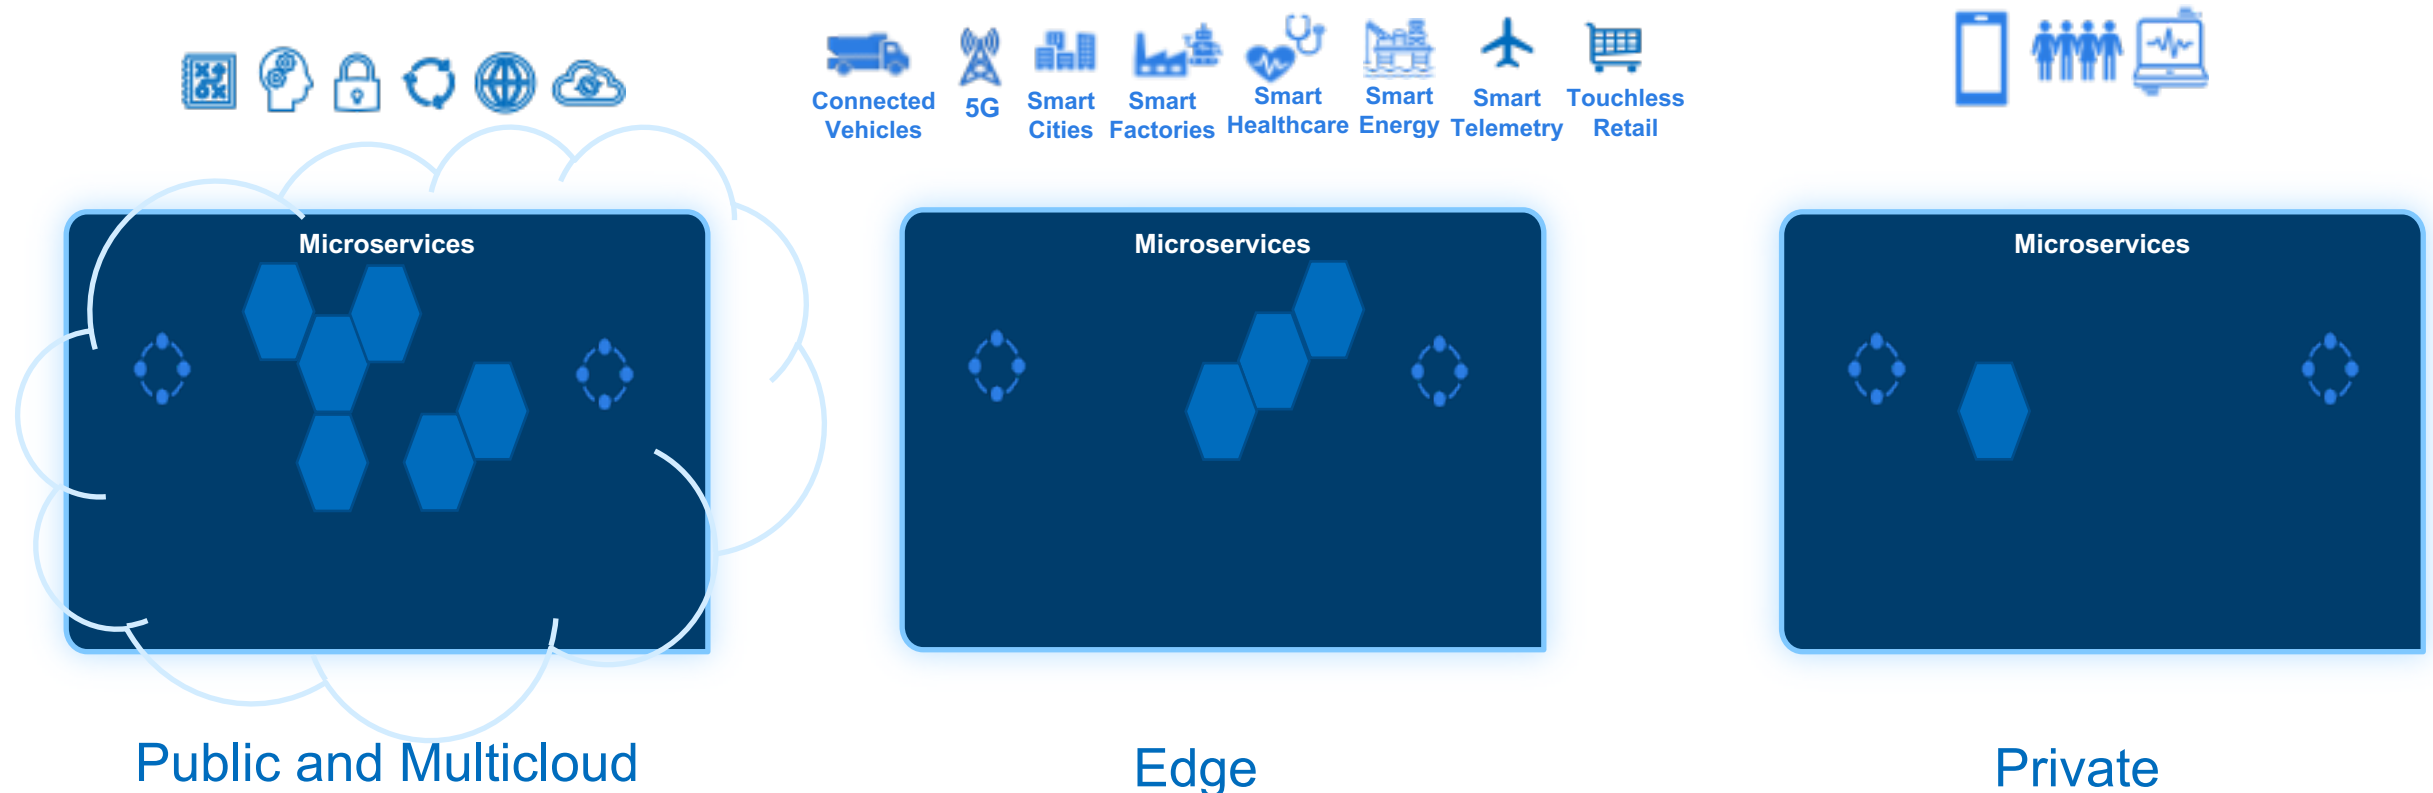 Connected
Vehicles
5G
Smart
Cities
Smart
Factories
Smart
Healthcare
Smart
Energy
Smart
Telemetry
Touchless
Retail
Microservices
Microservices
Microservices
Public and Multicloud
Edge
Private